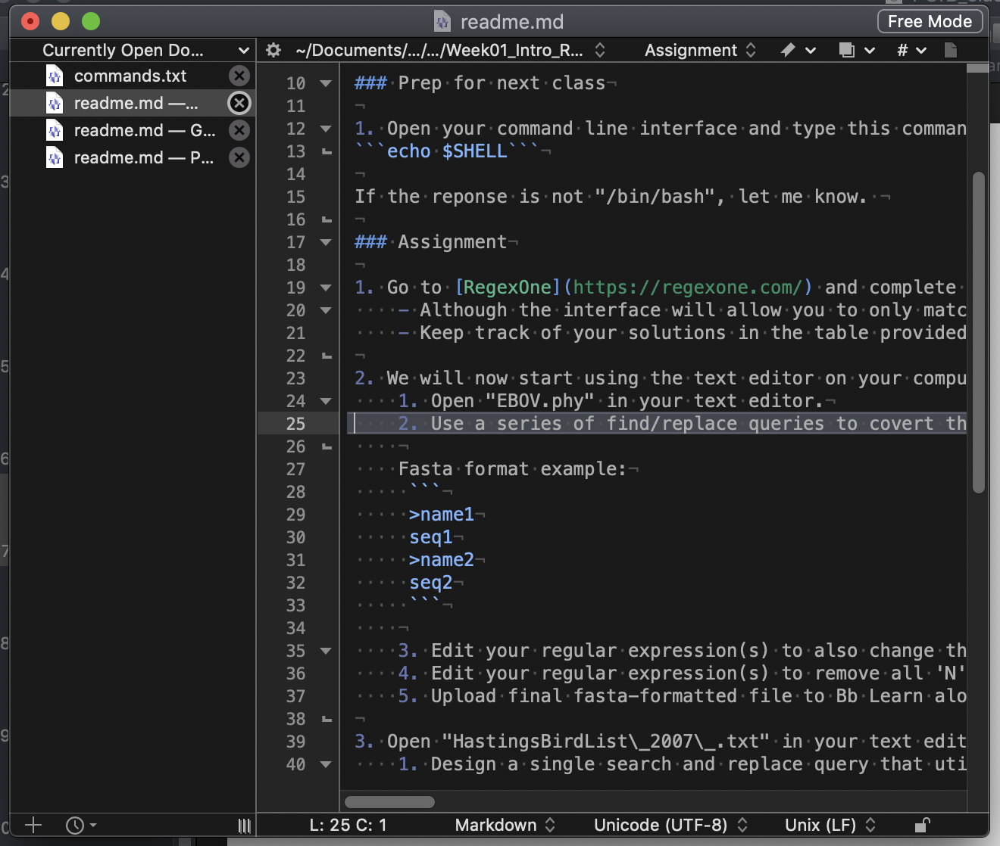 readme.md
Free Mode
Currently Open Do...
~/Documents/.../.../Week01_Intro_R...
Assignment
#
commands.txt
readme.md —...
readme.md — G...
readme.md — P...
10 ### Prep for next class¬
11 ¬
12 1. Open your command line interface and type this comman
13 ```echo $SHELL```¬
14 ¬
15 If the reponse is not "/bin/bash", let me know. ¬
16 ¬
17 ### Assignment¬
18 ¬
19 1. Go to [RegexOne](https://regexone.com/) and complete
20 - Although the interface will allow you to only matc
21 - Keep track of your solutions in the table provided
22 ¬
23 2. We will now start using the text editor on your compu
24 1. Open "EBOV.phy" in your text editor.¬
25 2. Use a series of find/replace queries to covert th
26 ¬
27 Fasta format example:¬
28 ```¬
29 >name1¬
30 seq1¬
31 >name2¬
32 seq2¬
33 ```¬
34 ¬
35 3. Edit your regular expression(s) to also change th
36 4. Edit your regular expression(s) to remove all 'N'
37 5. Upload final fasta-formatted file to Bb Learn alo
38 ¬
39 3. Open "HastingsBirdList\_2007\_.txt" in your text edit
40 1. Design a single search and replace query that uti
L: 25 C: 1
Markdown
Unicode (UTF-8)
Unix (LF)